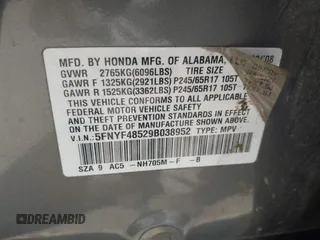 MFD. BY HONDA MFG. OF ALABAMA,
GVWR 2765KG(6096LBS) TIRE SIZE
GAWR F 1325KG(2921LBS) P245/65R17 105T
GAWR R 1525KG(3362LBS) P245/65R17 105T
THIS VEHICLE CONFORMS TO ALL APPLICABLE
FEDERAL MOTOR VEHICLE SAFETY AND
THEFT PREVENTION STANDARDS IN EFFECT ON
THE DATE OF MANUFACTURE SHOWN ABOVE.
V.I.N.: 5FNYF48529B038952 TYPE: MPV
SZA 9 AC5 -NH705M-F -B
DREAMBID